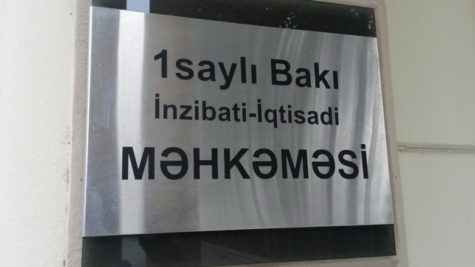 1saylı Bakı
İnzibati-İqtisadi
MƏHKƏMƏSİ